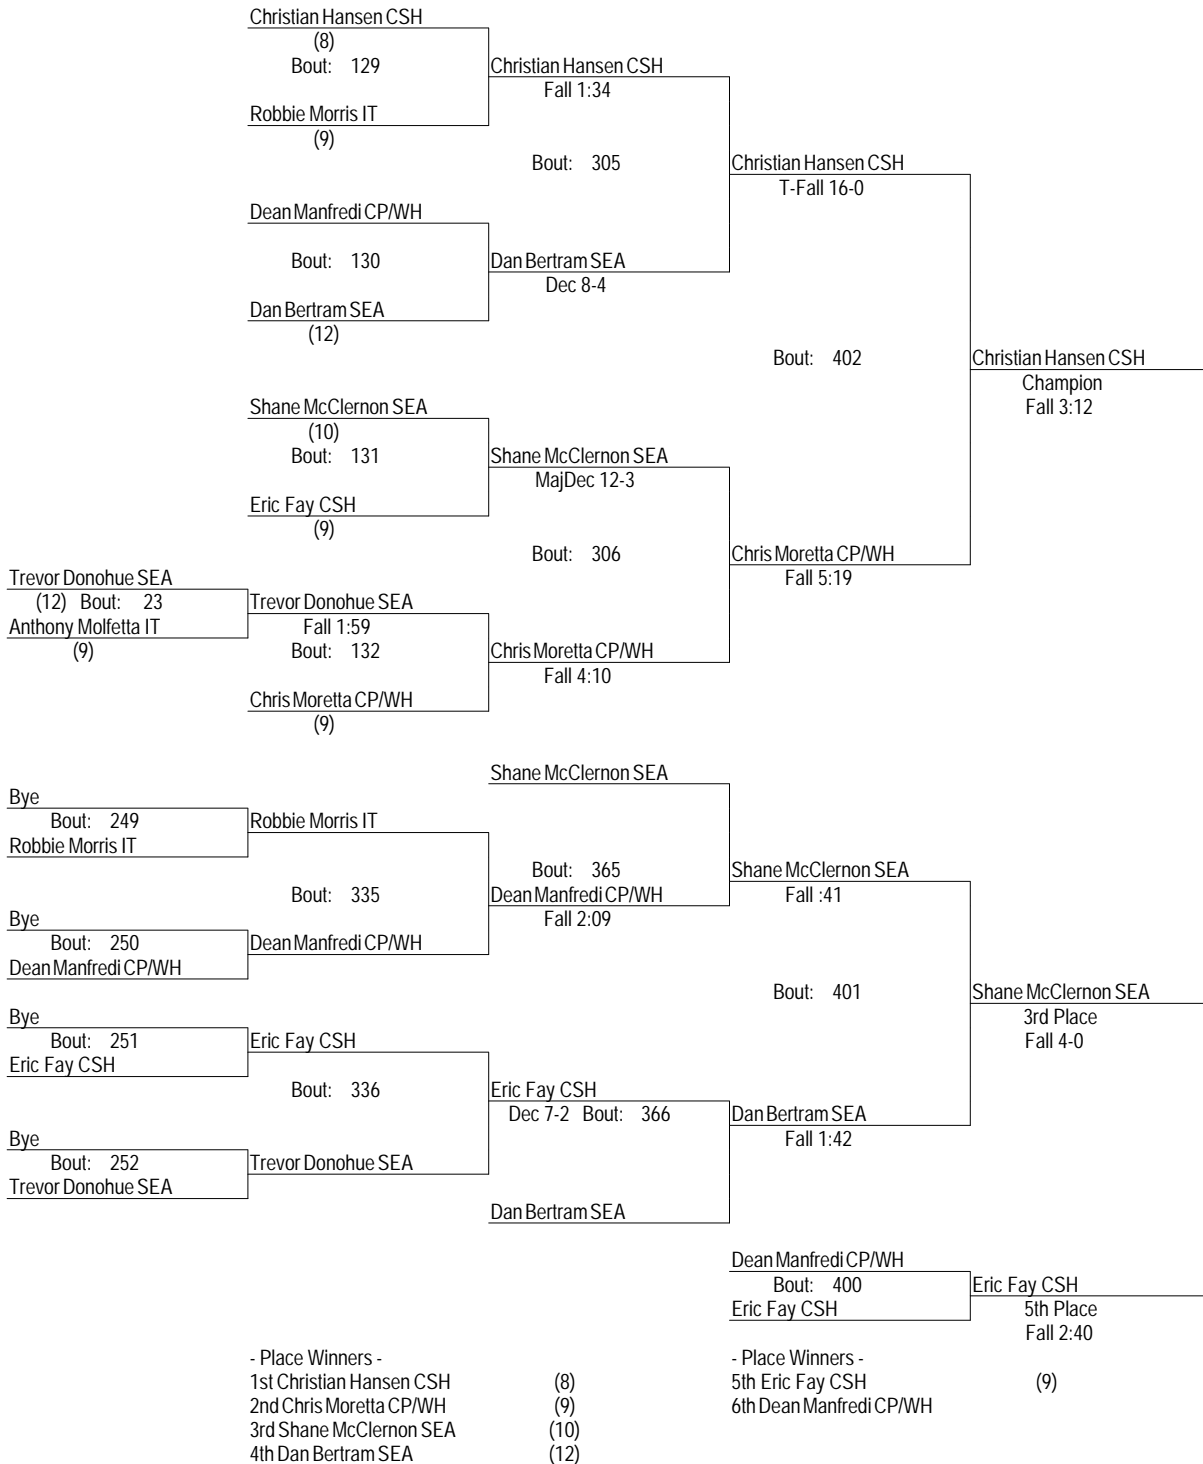 Christian Hansen CSH
(8)
Bout: 129
Christian Hansen CSH
Fall 1:34
Robbie Morris IT
(9)
Bout: 305
Christian Hansen CSH
T-Fall 16-0
Dean Manfredi CP/WH
Bout: 130
Dan Bertram SEA
Dec 8-4
Dan Bertram SEA
(12)
Bout: 402
Christian Hansen CSH
Champion
Fall 3:12
Shane McClernon SEA
(10)
Bout: 131
Shane McClernon SEA
MajDec 12-3
Eric Fay CSH
(9)
Bout: 306
Chris Moretta CP/WH
Fall 5:19
Trevor Donohue SEA
(12) Bout: 23
Anthony Molfetta IT
(9)
Trevor Donohue SEA
Fall 1:59
Bout: 132
Chris Moretta CP/WH
Fall 4:10
Chris Moretta CP/WH
(9)
Shane McClernon SEA
Bye
Bout: 249
Robbie Morris IT
Robbie Morris IT
Bout: 365
Shane McClernon SEA
Fall :41
Bout: 335
Dean Manfredi CP/WH
Fall 2:09
Bye
Bout: 250
Dean Manfredi CP/WH
Dean Manfredi CP/WH
Bout: 401
Shane McClernon SEA
3rd Place
Fall 4-0
Bye
Bout: 251
Eric Fay CSH
Eric Fay CSH
Bout: 336
Eric Fay CSH
Dec 7-2 Bout: 366
Dan Bertram SEA
Fall 1:42
Bye
Bout: 252
Trevor Donohue SEA
Trevor Donohue SEA
Dan Bertram SEA
Dean Manfredi CP/WH
Bout: 400
Eric Fay CSH
Eric Fay CSH
5th Place
Fall 2:40
- Place Winners -
1st Christian Hansen CSH (8)
2nd Chris Moretta CP/WH (9)
3rd Shane McClernon SEA (10)
4th Dan Bertram SEA (12)
- Place Winners -
5th Eric Fay CSH (9)
6th Dean Manfredi CP/WH